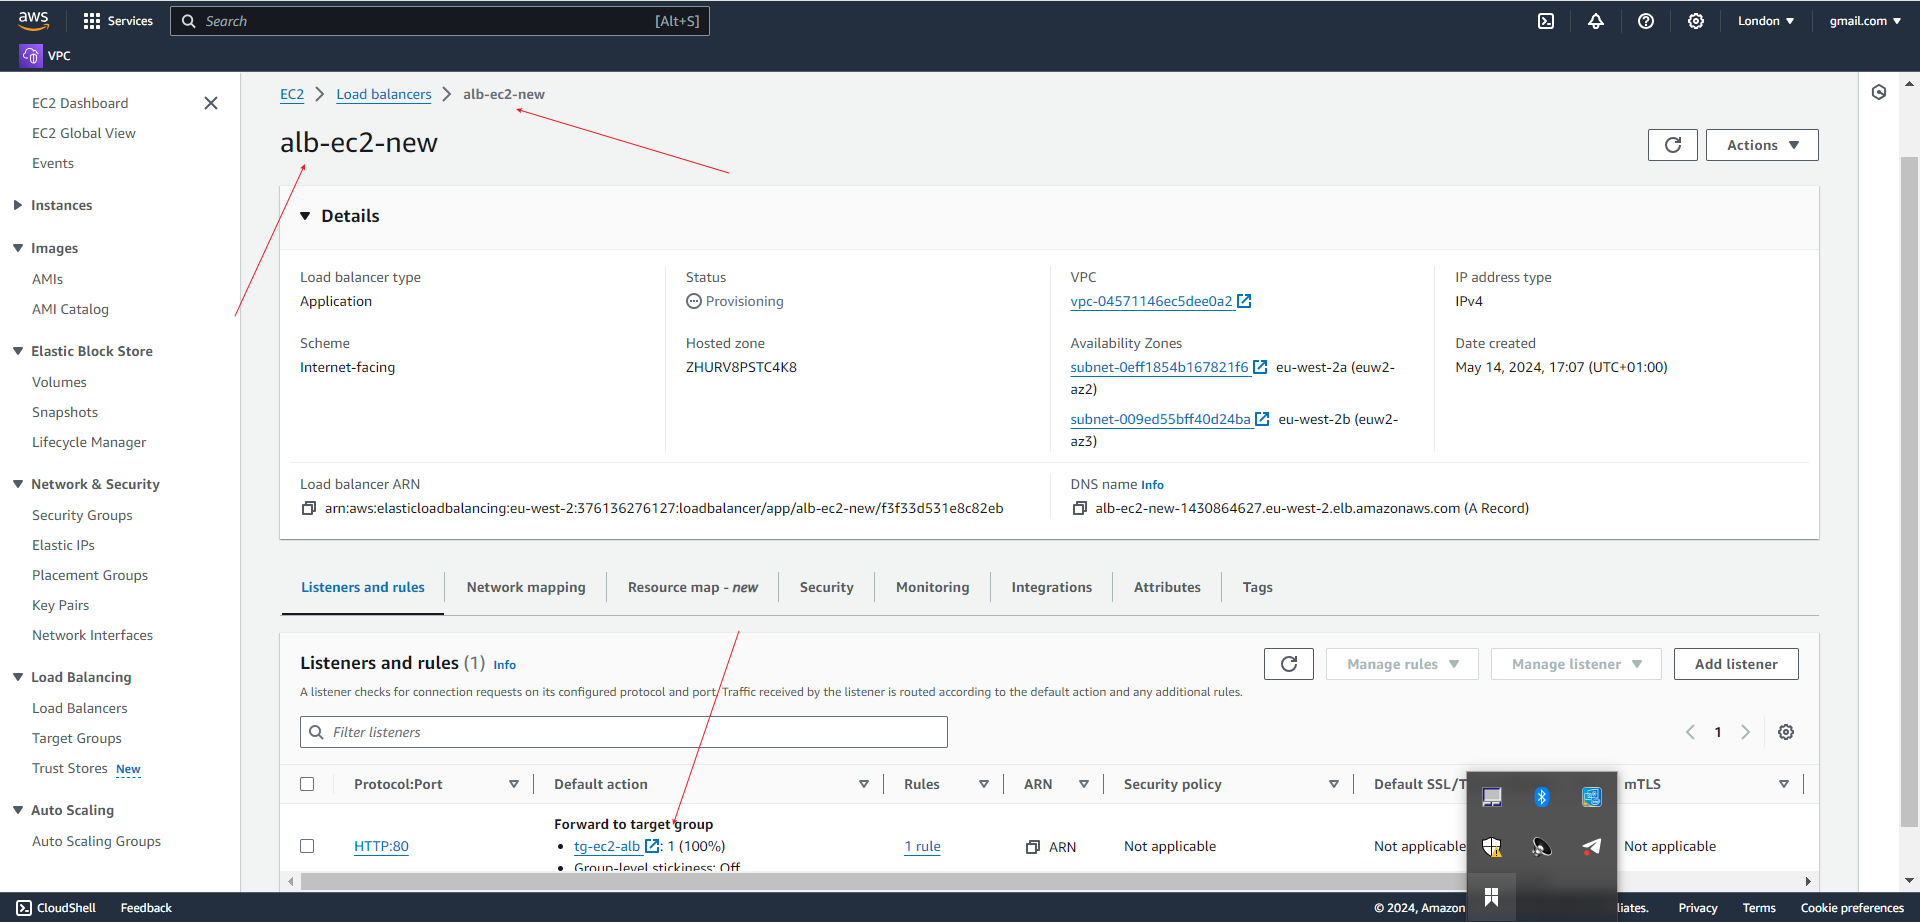 aws
Services
Search
[Alt+S]
London
gmail.com
VPC
EC2 Dashboard
EC2 Global View
Events
Instances
Images
AMIs
AMI Catalog
Elastic Block Store
Volumes
Snapshots
Lifecycle Manager
Network & Security
Security Groups
Elastic IPs
Placement Groups
Key Pairs
Network Interfaces
Load Balancing
Load Balancers
Target Groups
Trust Stores New
Auto Scaling
Auto Scaling Groups
EC2 > Load balancers > alb-ec2-new
alb-ec2-new
Actions
Details
Load balancer type
Application
Status
Provisioning
VPC
vpc-04571146ec5dee0a2
IP address type
IPv4
Scheme
Internet-facing
Hosted zone
ZHURV8PSTC4K8
Availability Zones
subnet-0eff1854b167821f6 eu-west-2a (euw2-
az2)
subnet-009ed55bff40d24ba eu-west-2b (euw2-
az3)
Date created
May 14, 2024, 17:07 (UTC+01:00)
Load balancer ARN
arn:aws:elasticloadbalancing:eu-west-2:376136276127:loadbalancer/app/alb-ec2-new/f3f33d531e8c82eb
DNS name Info
alb-ec2-new-1430864627.eu-west-2.elb.amazonaws.com (A Record)
Listeners and rules
Network mapping
Resource map - new
Security
Monitoring
Integrations
Attributes
Tags
Listeners and rules (1) Info
Manage rules
Manage listener
Add listener
A listener checks for connection requests on its configured protocol and port. Traffic received by the listener is routed according to the default action and any additional rules.
Filter listeners
1
Protocol:Port
Default action
Rules
ARN
Security policy
Default SSL/T
mTLS
HTTP:80
Forward to target group
• tg-ec2-alb : 1 (100%)
• Group-level stickiness: Off
1 rule
ARN
Not applicable
Not applicable
Not applicable
CloudShell
Feedback
© 2024, Amazon
liates.
Privacy
Terms
Cookie preferences